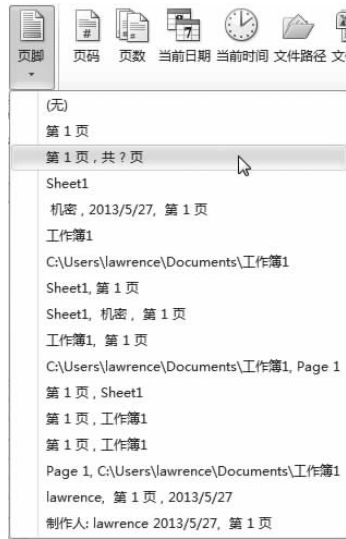 页脚 页码 页数 当前日期 当前时间 文件路径 文
(无)
第 1 页
第 1 页 , 共 ? 页
Sheet1
机密 , 2013/5/27, 第 1 页
工作簿1
C:\Users\lawrence\Documents\工作簿1
Sheet1, 第 1 页
Sheet1, 机密 , 第 1 页
工作簿1, 第 1 页
C:\Users\lawrence\Documents\工作簿1, Page 1
第 1 页 , Sheet1
第 1 页 , 工作簿1
第 1 页 , 工作簿1
Page 1, C:\Users\lawrence\Documents\工作簿1
lawrence, 第 1 页 , 2013/5/27
制作人: lawrence 2013/5/27, 第 1 页